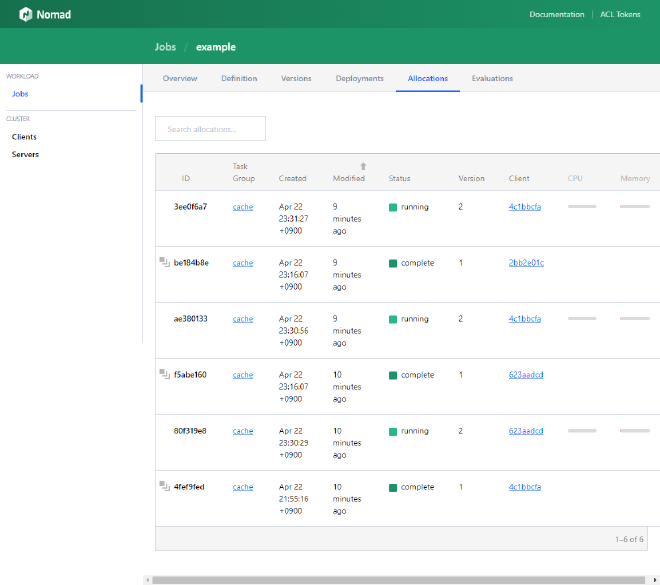 Nomad
Documentation
ACL Tokens
Jobs / example
WORKLOAD
Jobs
CLUSTER
Clients
Servers
Overview
Definition
Versions
Deployments
Allocations
Evaluations
Search allocations...
ID
Task Group
Created
Modified
Status
Version
Client
CPU
Memory
3ee0f6a7
cache
Apr 22
23:31:27
+0900
9
minutes
ago
running
2
4c1bbcfa
be184b8e
cache
Apr 22
23:16:07
+0900
9
minutes
ago
complete
1
2bb2e01c
ae380133
cache
Apr 22
23:30:56
+0900
9
minutes
ago
running
2
4c1bbcfa
f5abe160
cache
Apr 22
23:16:07
+0900
10
minutes
ago
complete
1
623aadcd
80f319e8
cache
Apr 22
23:30:29
+0900
10
minutes
ago
running
2
623aadcd
4fef9fed
cache
Apr 22
21:55:16
+0900
10
minutes
ago
complete
1
4c1bbcfa
1–6 of 6